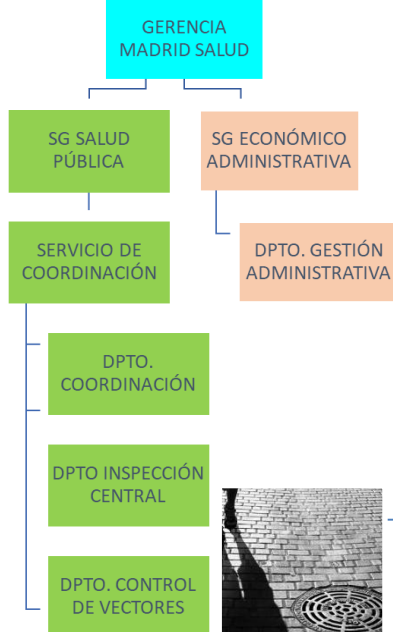 GERENCIA
MADRID SALUD
SG SALUD
PÚBLICA
SG ECONÓMICO
ADMINISTRATIVA
SERVICIO DE
COORDINACIÓN
DPTO. GESTIÓN
ADMINISTRATIVA
DPTO.
COORDINACIÓN
DPTO INSPECCIÓN
CENTRAL
DPTO. CONTROL
DE VECTORES